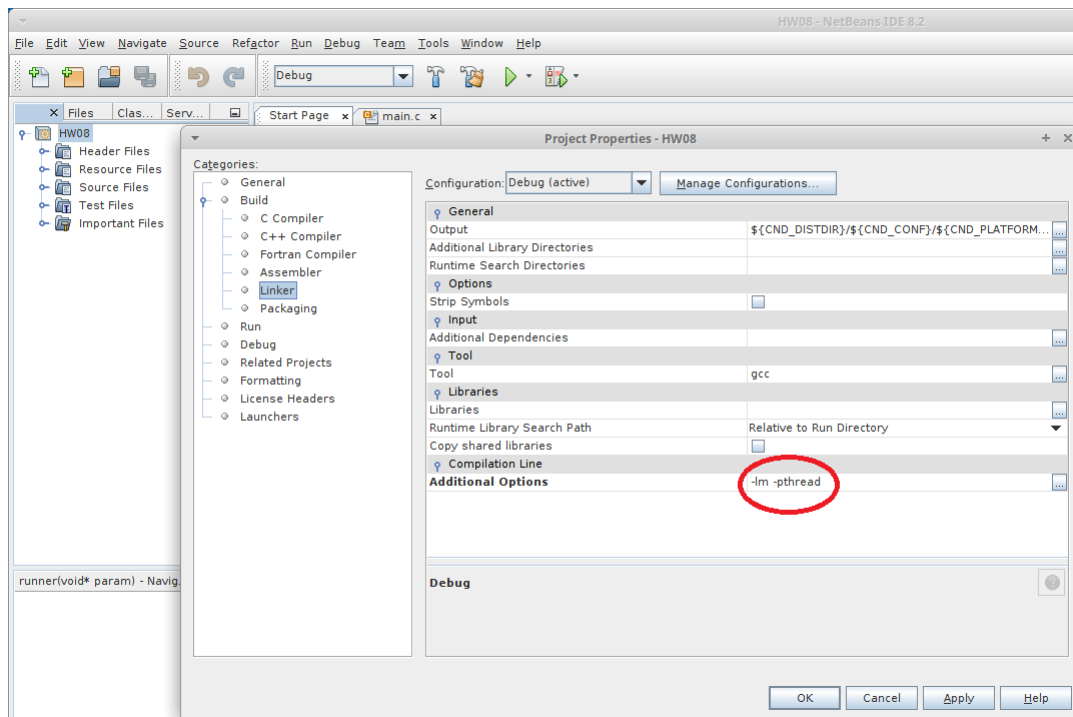 HW08 - NetBeans IDE 8.2
File Edit View Navigate Source Refactor Run Debug Team Tools Window Help
Debug
x Files Clas... Serv...
Start Page x main.c x
HW08
Header Files
Resource Files
Source Files
Test Files
Important Files
runner(void* param) - Navig
Project Properties - HW08
Categories:
General
Build
C Compiler
C++ Compiler
Fortran Compiler
Assembler
Linker
Packaging
Run
Debug
Related Projects
Formatting
License Headers
Launchers
Configuration: Debug (active) Manage Configurations...
General
Output ${CND_DISTDIR}/${CND_CONF}/${CND_PLATFORM... ...
Additional Library Directories ...
Runtime Search Directories ...
Options
Strip Symbols
Input
Additional Dependencies ...
Tool
Tool gcc ...
Libraries
Libraries ...
Runtime Library Search Path Relative to Run Directory
Copy shared libraries
Compilation Line
Additional Options -lm -pthread ...
Debug
?
OK Cancel Apply Help